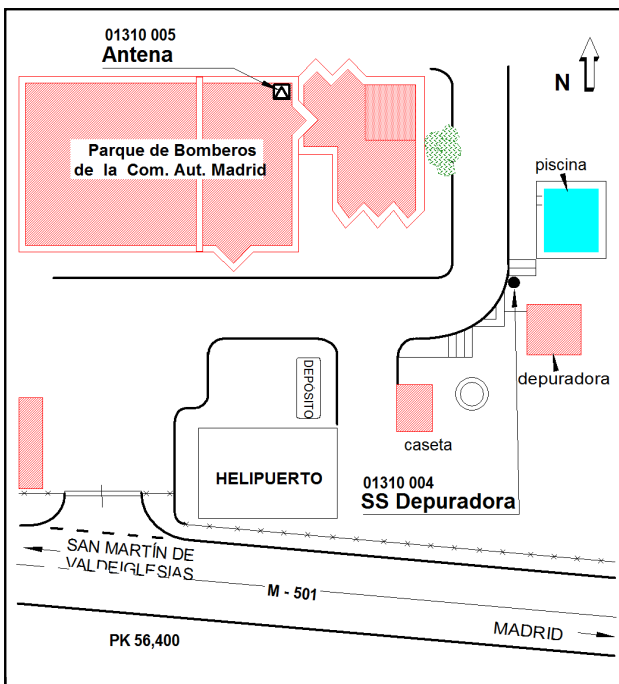 01310 005
Antena
N
Parque de Bomberos
de la Com. Aut. Madrid
piscina
depuradora
DEPÓSITO
caseta
HELIPUERTO
01310 004
SS Depuradora
SAN MARTÍN DE
VALDEIGLESIAS
M - 501
MADRID
PK 56,400